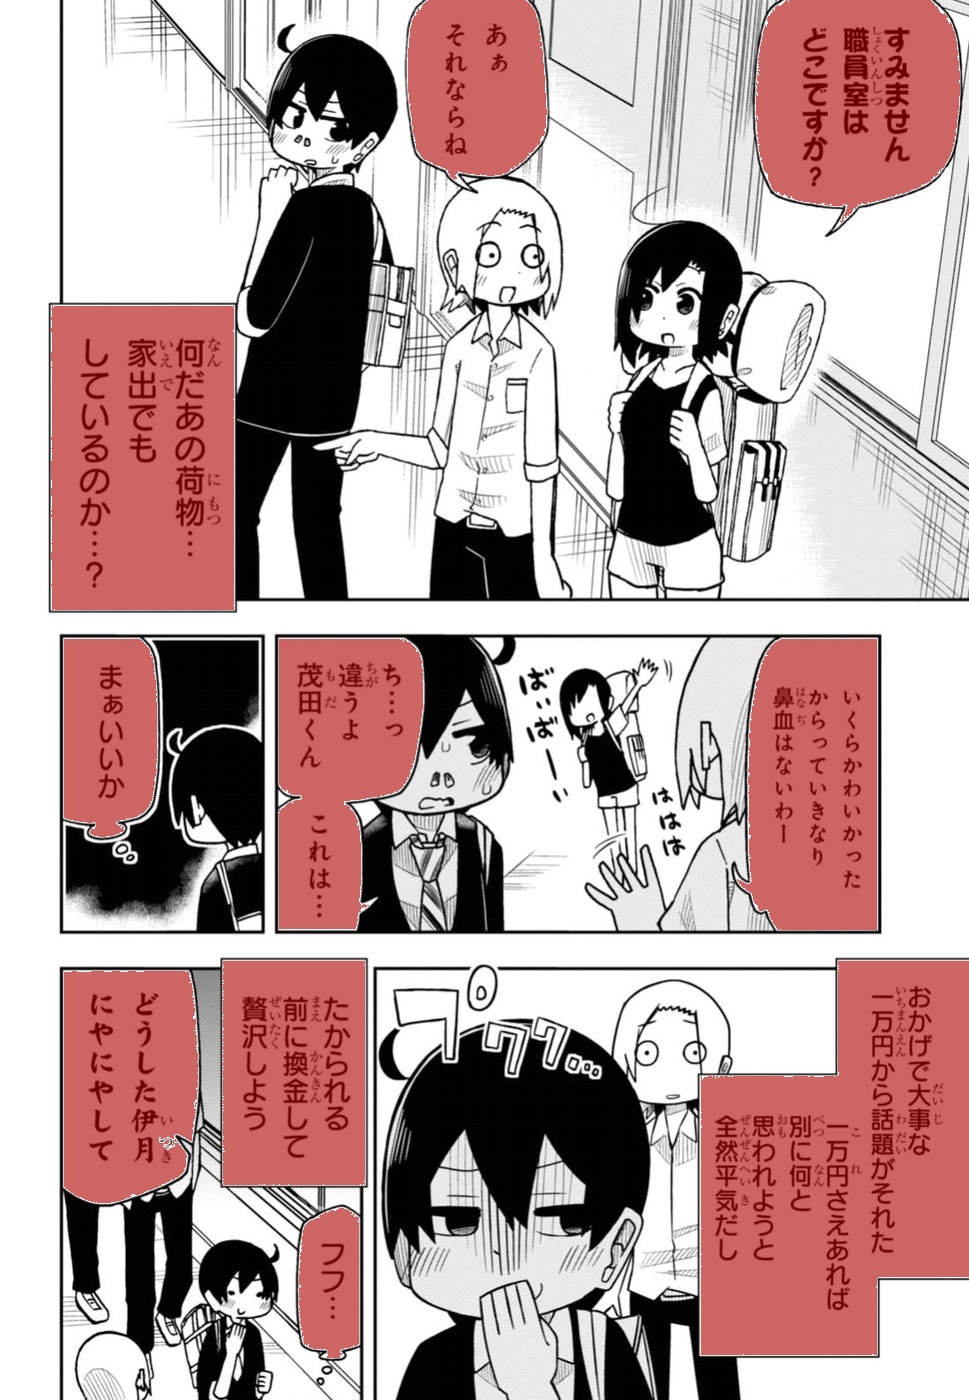 すみません
職員室は
どこですか？
あぁ
それならね
何だあの荷物…
家出でも
しているのか…？
いくらかわいかった
からっていきなり
鼻血はないわー
ばいばーい
はははは
ち…っ
違うよ
茂田くん
これは…
まぁいいか
おかげで大事な
一万円から話題がそれた
一万円さえあれば
別に何と
思われようと
全然平気だし
プククク…
たかられる
前に換金して
贅沢しよう
フフ…
どうした伊月
にやにやして